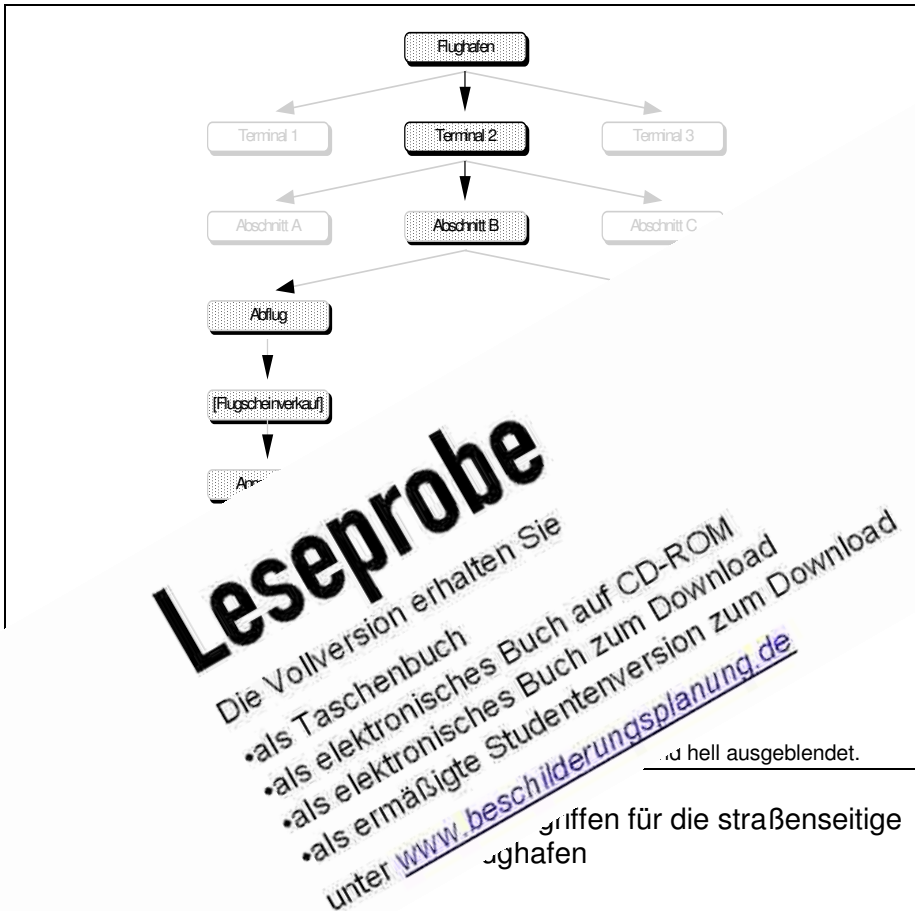 Flughafen
Terminal 1 Terminal 2 Terminal 3
Abschnitt A Abschnitt B Abschnitt C
Abflug
[Flugscheinverkauf]
Leseprobe
Die Vollversion erhalten Sie
•als Taschenbuch
•als elektronisches Buch auf CD-ROM
•als elektronisches Buch zum Download
•als ermäßigte Studentenversion zum Download
unter www.beschilderungsplanung.de
hell ausgeblendet.
für die straßenseitige